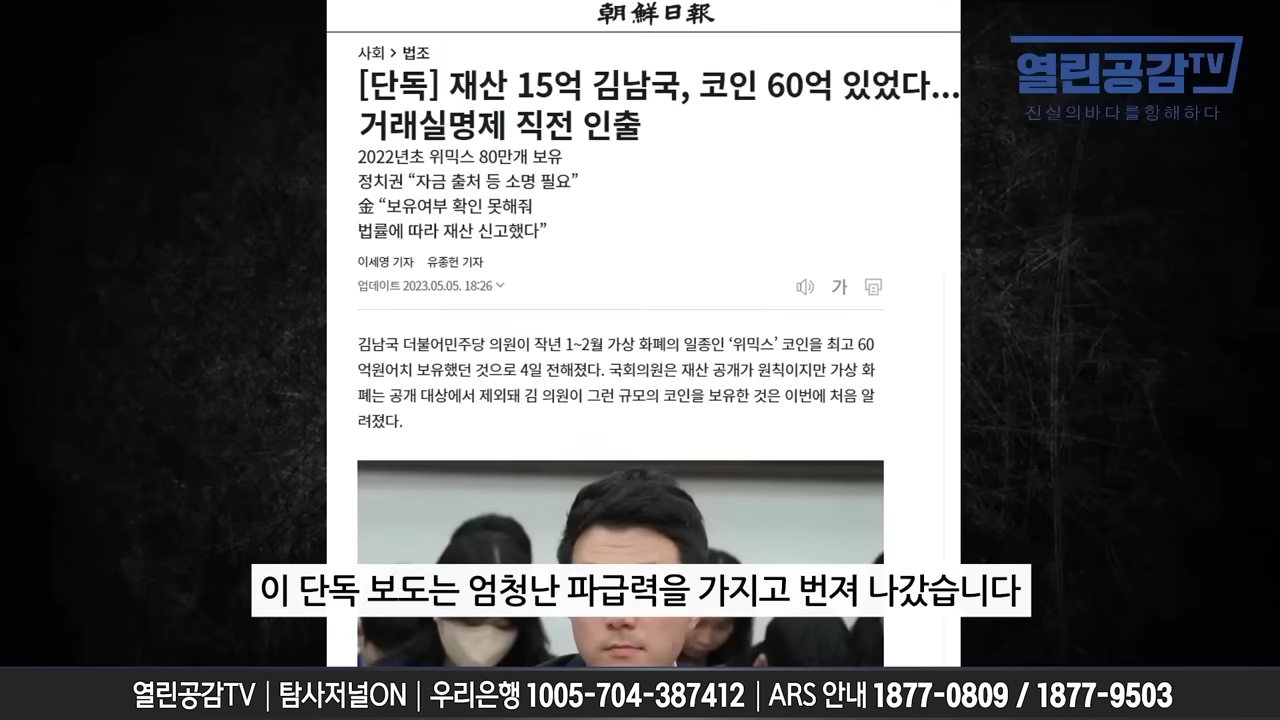 朝鮮日報
열린공감TV
진실의바다를항해하다
사회 > 법조
[단독] 재산 15억 김남국, 코인 60억 있었다...
거래실명제 직전 인출
2022년초 위믹스 80만개 보유
정치권 “자금 출처 등 소명 필요”
金 “보유여부 확인 못해줘
법률에 따라 재산 신고했다”
이세영 기자 유종헌 기자
업데이트 2023.05.05. 18:26
가
김남국 더불어민주당 의원이 작년 1~2월 가상 화폐의 일종인 ‘위믹스’ 코인을 최고 60
억원어치 보유했던 것으로 4일 전해졌다. 국회의원은 재산 공개가 원칙이지만 가상 화
폐는 공개 대상에서 제외돼 김 의원이 그런 규모의 코인을 보유한 것은 이번에 처음 알
려졌다.
이 단독 보도는 엄청난 파급력을 가지고 번져 나갔습니다
열린공감TV | 탐사저널ON | 우리은행 1005-704-387412 | ARS 안내 1877-0809 / 1877-9503